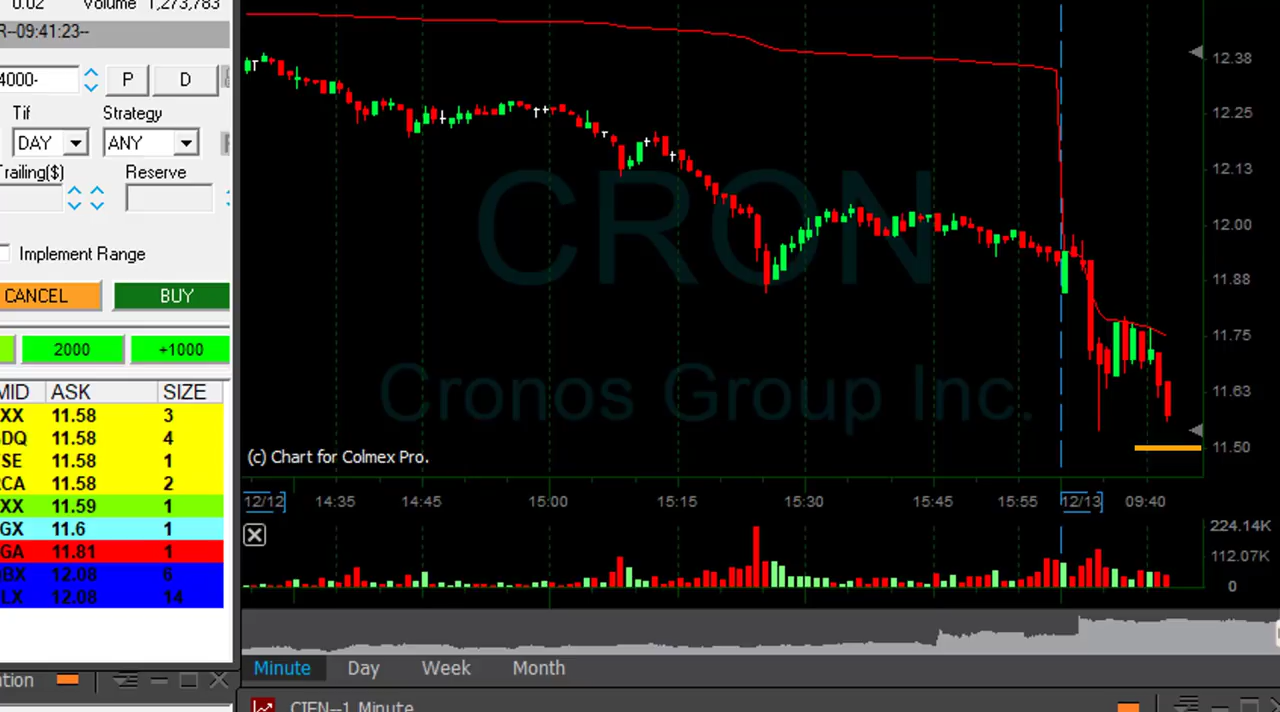 0.02 Volume 1,273,783
R--09:41:23--
4000-
P
D
Tif
Strategy
DAY
ANY
Trailing($)
Reserve
Implement Range
CANCEL
BUY
2000
+1000
MID ASK SIZE
XX 11.58 3
DQ 11.58 4
SE 11.58 1
CA 11.58 2
XX 11.59 1
GX 11.6 1
GA 11.81 1
BX 12.08 6
LX 12.08 14
CRON
Cronos Group Inc.
(c) Chart for Colmex Pro.
12.38
12.25
12.13
12.00
11.88
11.75
11.63
11.50
12/12 14:35 14:45 15:00 15:15 15:30 15:45 15:55 12/13 09:40
224.14K
112.07K
0
Minute Day Week Month
ation
CIEN--1 Minute